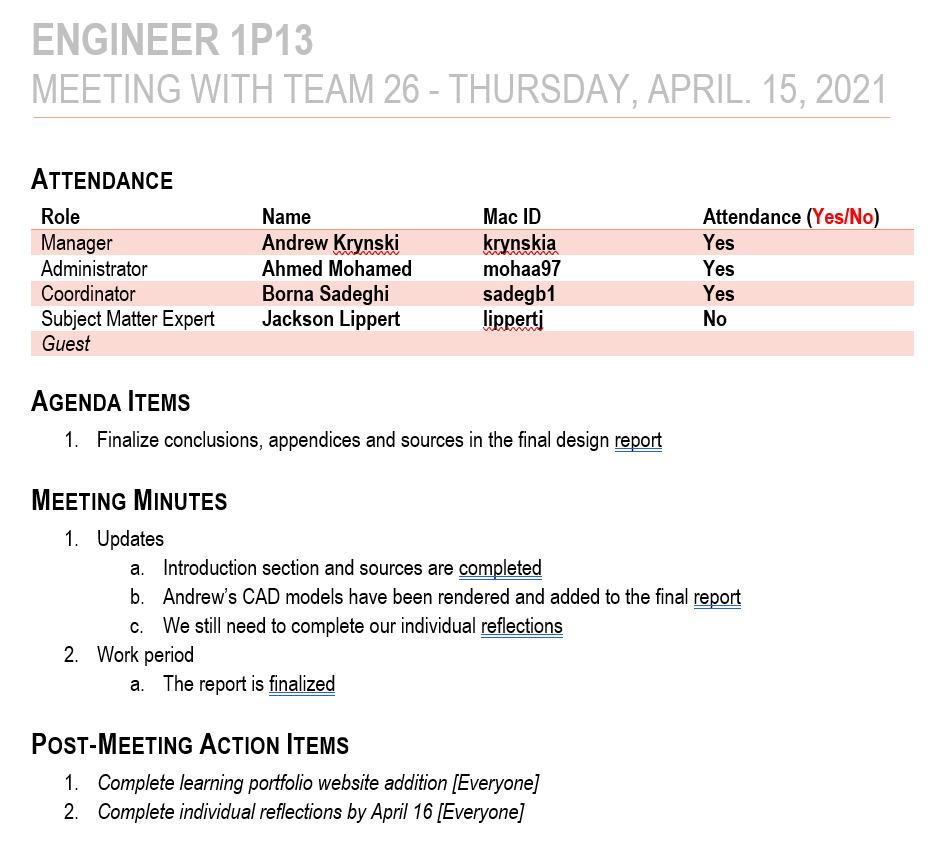 ENGINEER 1P13
MEETING WITH TEAM 26 - THURSDAY, APRIL. 15, 2021
ATTENDANCE
Role Name Mac ID Attendance (Yes/No)
Manager Andrew Krynski krynskia Yes
Administrator Ahmed Mohamed mohaa97 Yes
Coordinator Borna Sadeghi sadegb1 Yes
Subject Matter Expert Jackson Lippert lippertj No
Guest
AGENDA ITEMS
1. Finalize conclusions, appendices and sources in the final design report
MEETING MINUTES
1. Updates
a. Introduction section and sources are completed
b. Andrew’s CAD models have been rendered and added to the final report
c. We still need to complete our individual reflections
2. Work period
a. The report is finalized
POST-MEETING ACTION ITEMS
1. Complete learning portfolio website addition [Everyone]
2. Complete individual reflections by April 16 [Everyone]